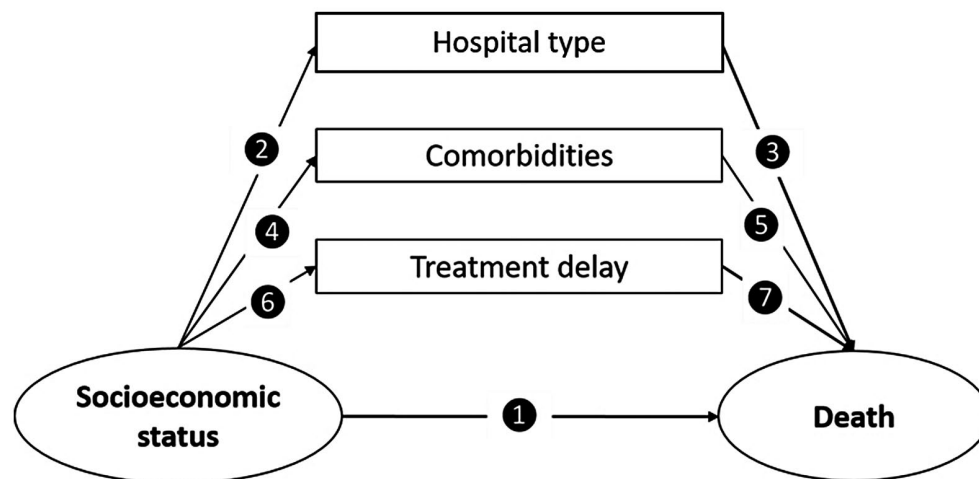 Hospital type
2
3
Comorbidities
4
5
Treatment delay
6
7
Socioeconomic
status
1
Death